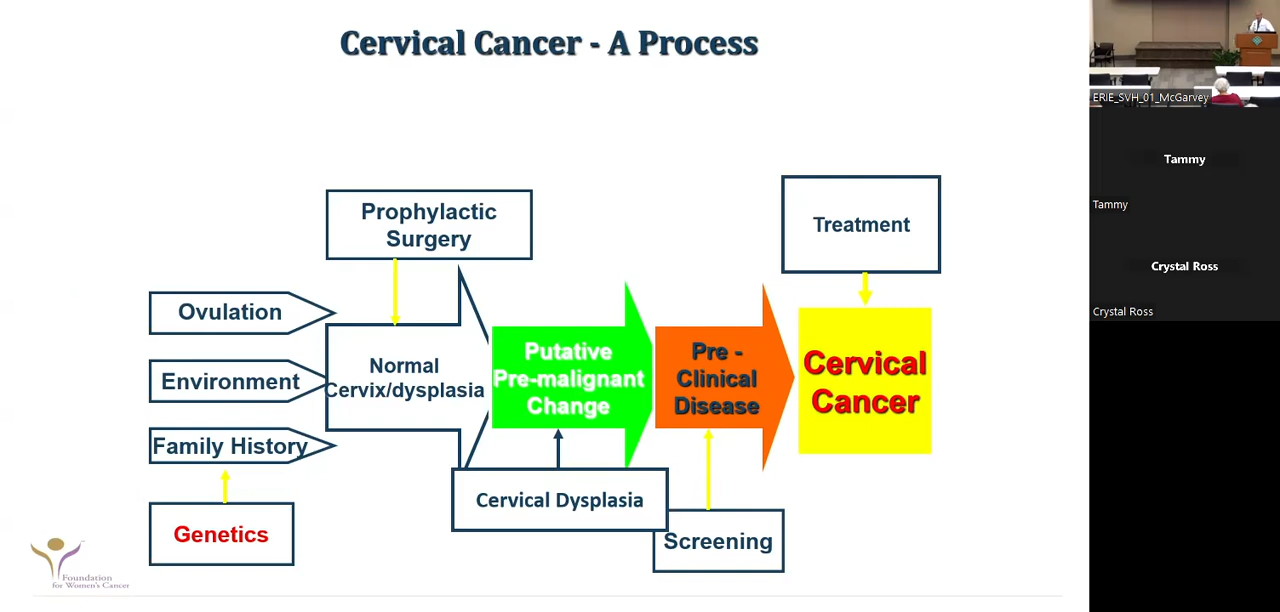 Cervical Cancer - A Process
Prophylactic
Surgery
Treatment
Ovulation
Environment
Family History
Genetics
Normal
Cervix/dysplasia
Putative
Pre-malignant
Change
Pre -
Clinical
Disease
Cervical
Cancer
Cervical Dysplasia
Screening
Foundation
for Women's Cancer
ERIE_SVH_01_McGarvey
Tammy
Tammy
Crystal Ross
Crystal Ross